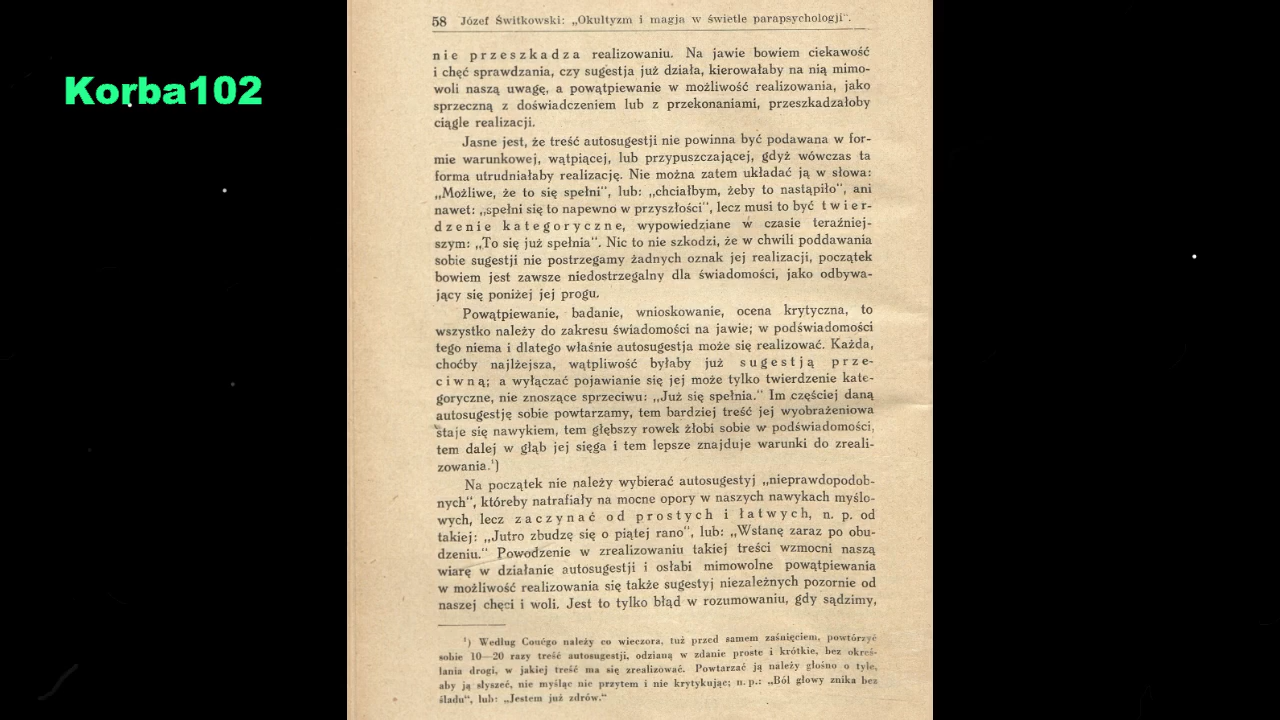 Korba102
58 Józef Świtkowski: „Okultyzm i magja w świetle parapsychologji“.
nie przeszkadza realizowaniu. Na jawie bowiem ciekawość
i chęć sprawdzania, czy sugestja już działa, kierowałaby na nią mimo-
woli naszą uwagę, a powątpiewanie w możliwość realizowania, jako
sprzeczną z doświadczeniem lub z przekonaniami, przeszkadzałoby
ciągle realizacji.
Jasne jest, że treść autosugestji nie powinna być podawana w for-
mie warunkowej, wątpiącej, lub przypuszczającej, gdyż wówczas ta
forma utrudniałaby realizację. Nie można zatem układać ją w słowa:
„Możliwe, że to się spełni“, lub: „chciałbym, żeby to nastąpiło“, ani
nawet: „spełni się to napewno w przyszłości“, lecz musi to być twier-
dzenie kategoryczne, wypowiedziane w czasie teraźniej-
szym: „To się już spełnia“. Nic to nie szkodzi, że w chwili poddawania
sobie sugestji nie postrzegamy żadnych oznak jej realizacji, początek
bowiem jest zawsze niedostrzegalny dla świadomości, jako odbywa-
jący się poniżej jej progu.
Powątpiewanie, badanie, wnioskowanie, ocena krytyczna, to
wszystko należy do zakresu świadomości na jawie; w podświadomości
tego niema i dlatego właśnie autosugestja może się realizować. Każda,
choćby najlżejsza, wątpliwość byłaby już sugestją prze-
ciwną; a wyłączać pojawianie się jej może tylko twierdzenie kate-
goryczne, nie znoszące sprzeciwu: „Już się spełnia.“ Im częściej daną
autosugestję sobie powtarzamy, tem bardziej treść jej wyobrażeniowa
staje się nawykiem, tem głębszy rowek żłobi sobie w podświadomości,
tem dalej w głąb jej sięga i tem lepsze znajduje warunki do zreali-
zowania.¹)
Na początek nie należy wybierać autosugestyj „nieprawdopodob-
nych“, któreby natrafiały na mocne opory w naszych nawykach myślo-
wych, lecz zaczynać od prostych i łatwych, n. p. od
takiej: „Jutro zbudzę się o piątej rano“, lub: „Wstanę zaraz po obu-
dzeniu.“ Powodzenie w zrealizowaniu takiej treści wzmocni naszą
wiarę w działanie autosugestji i osłabi mimowolne powątpiewania
w możliwość realizowania się także sugestyj niezależnych pozornie od
naszej chęci i woli. Jest to tylko błąd w rozumowaniu, gdy sądzimy,
¹) Według Couégo należy co wieczora, tuż przed samem zaśnięciem, powtórzyć
sobie 10—20 razy treść autosugestji, odzianą w zdanie proste i krótkie, bez okreś-
lania drogi, w jakiej treść ma się zrealizować. Powtarzać ją należy głośno o tyle,
aby ją słyszeć, nie myśląc nic przytem i nie krytykując; n. p.: „Ból głowy znika bez
śladu“, lub: „Jestem już zdrów.“